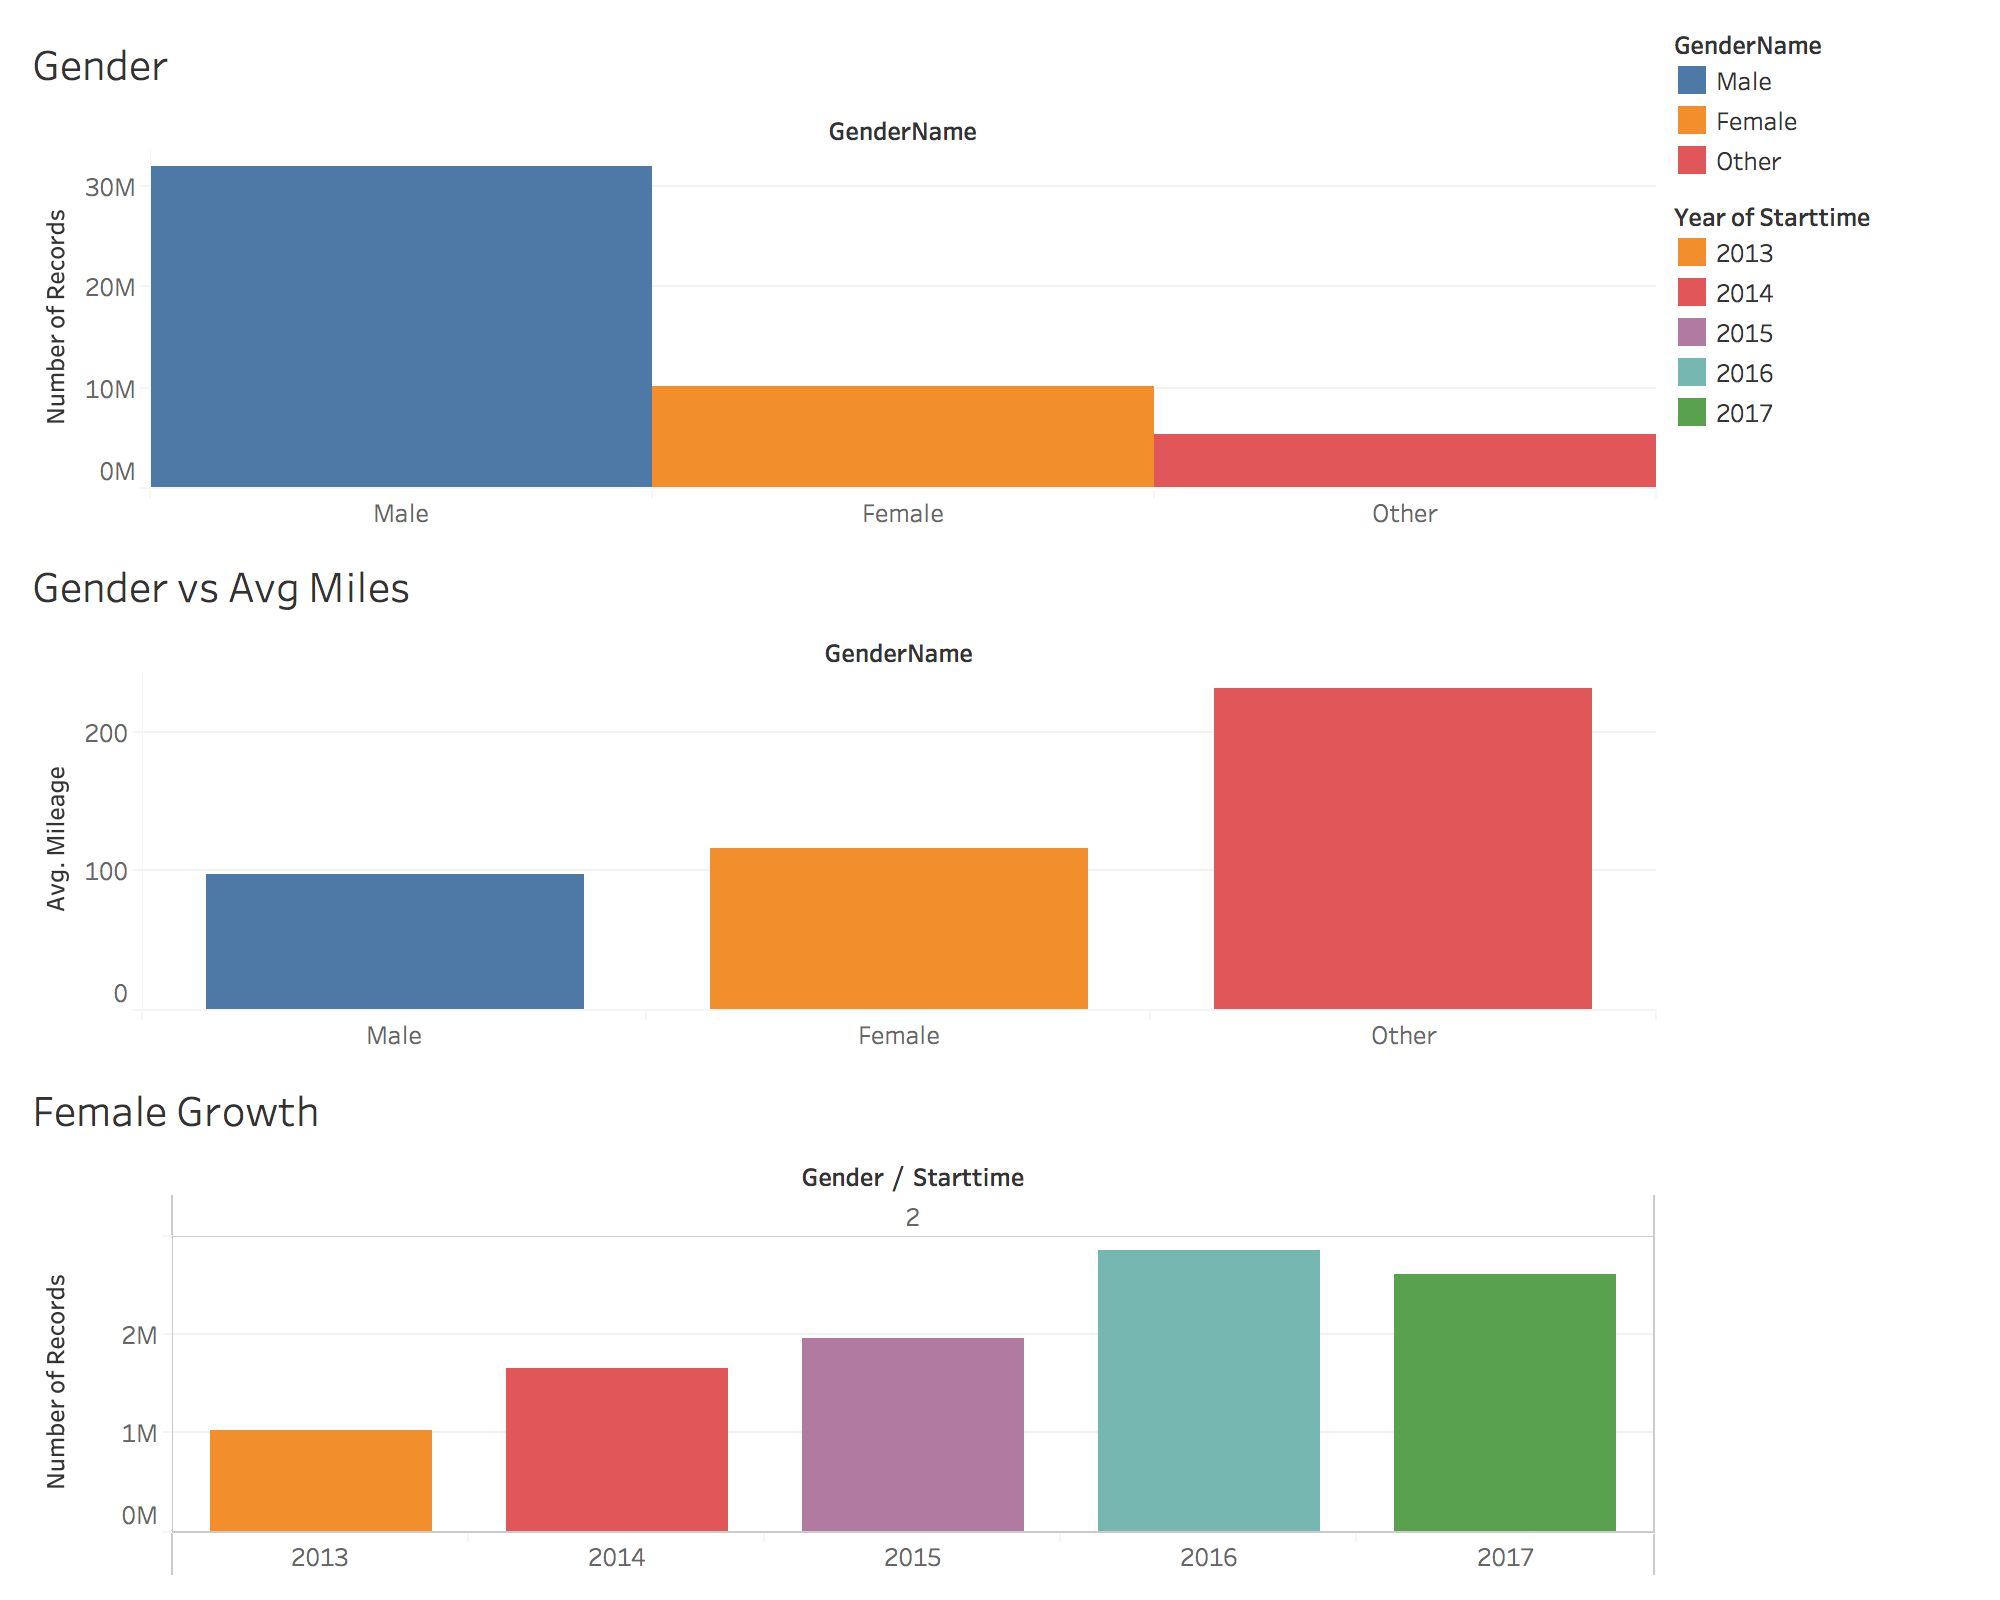 Gender
GenderName
Number of Records
30M
20M
10M
0M
Male
Female
Other
Gender vs Avg Miles
GenderName
Avg. Mileage
200
100
0
Male
Female
Other
Female Growth
Gender / Starttime
2
Number of Records
2M
1M
0M
2013
2014
2015
2016
2017
GenderName
Male
Female
Other
Year of Starttime
2013
2014
2015
2016
2017